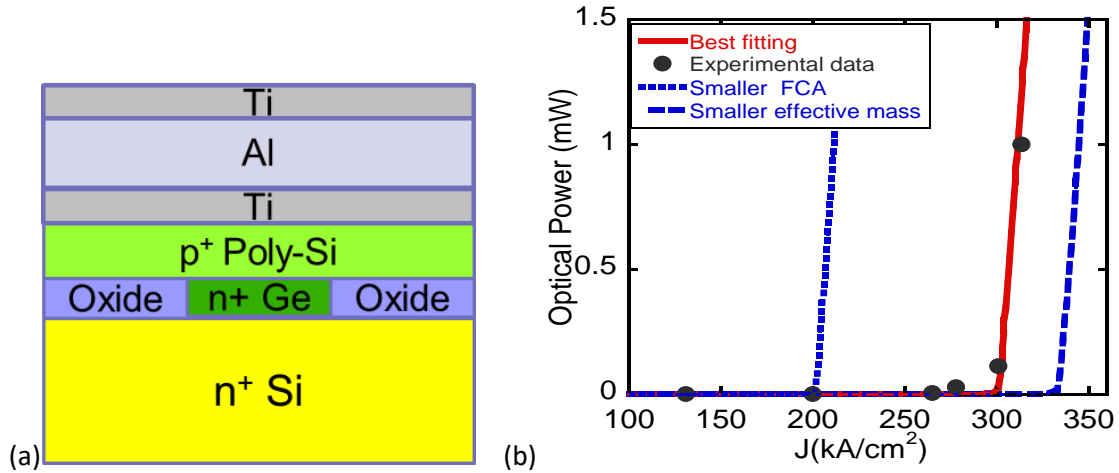 Ti
Al
Ti
p+ Poly-Si
Oxide n+ Ge Oxide
n+ Si
(a)
(b)
Optical Power (mW)
1.5
1
0.5
0
Best fitting
Experimental data
Smaller FCA
Smaller effective mass
100 150 200 250 300 350
J(kA/cm2)